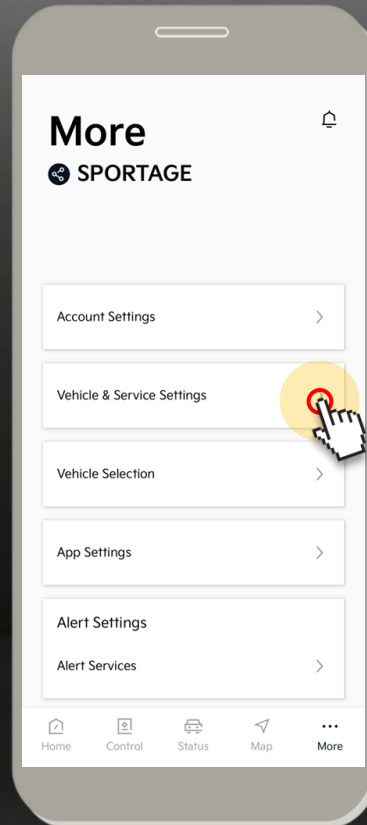 More
SPORTAGE
Account Settings
Vehicle & Service Settings
Vehicle Selection
App Settings
Alert Settings
Alert Services
Home Control Status Map More